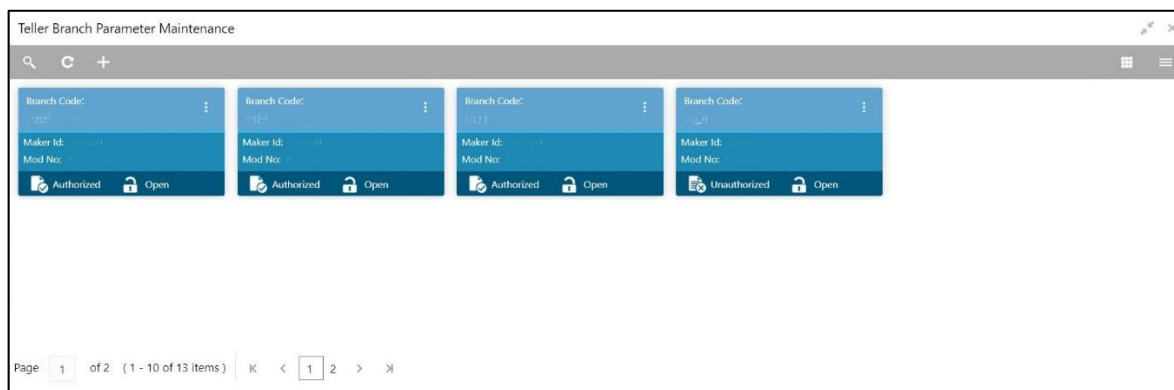 Teller Branch Parameter Maintenance
Branch Code:
Maker Id:
Mod No:
Authorized Open
Branch Code:
Maker Id:
Mod No:
Authorized Open
Branch Code:
Maker Id:
Mod No:
Authorized Open
Branch Code:
Maker Id:
Mod No:
Unauthorized Open
Page 1 of 2 ( 1 - 10 of 13 items ) 1 2